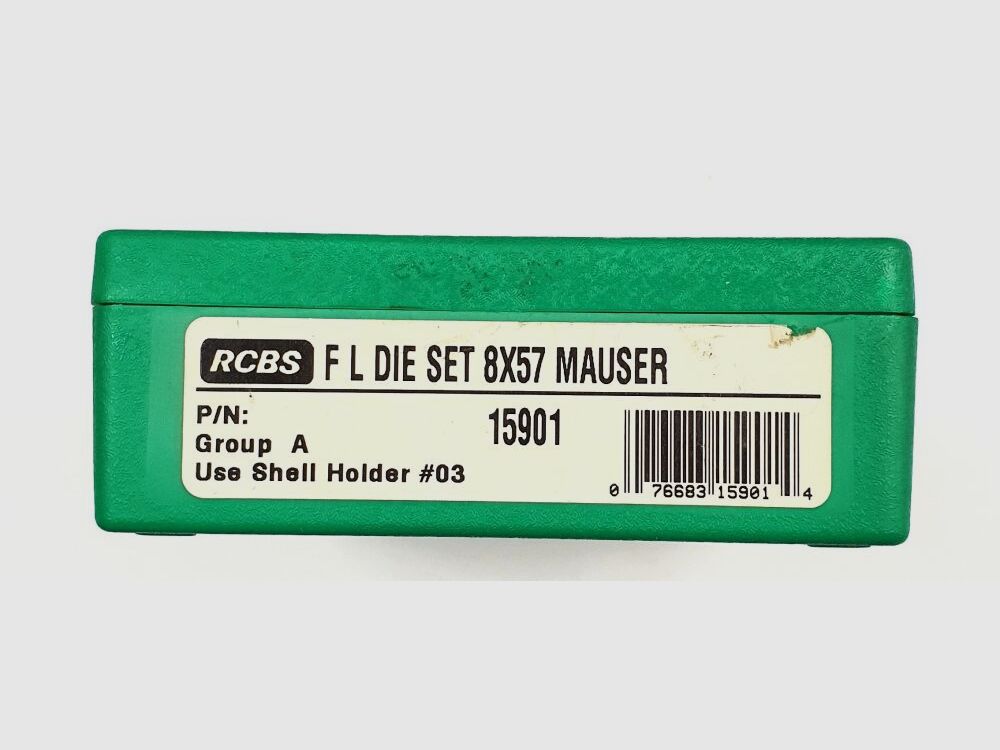 RCBS F L DIE SET 8X57 MAUSER
P/N: 15901
Group A
Use Shell Holder #03
0 76683 15901 4